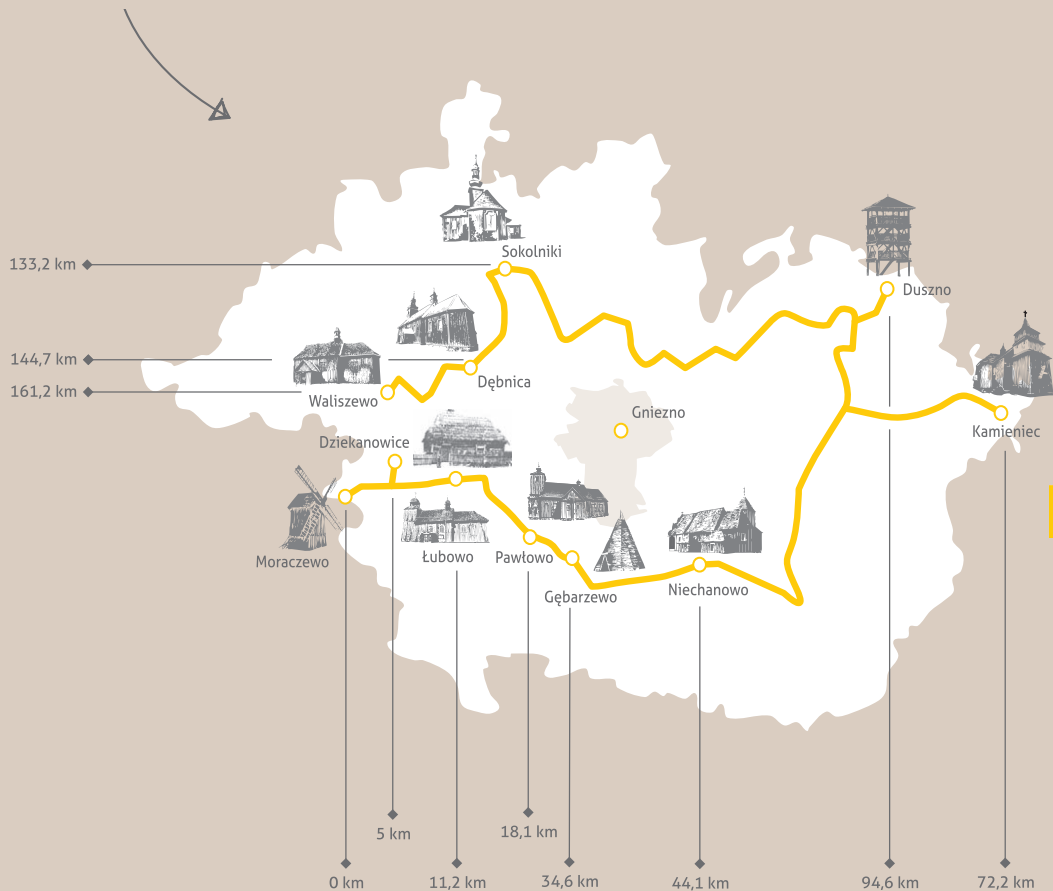 Sokolniki
133,2 km
Duszno
144,7 km
Dębnica
161,2 km
Waliszewo
Gniezno
Kamieniec
Dziekanowice
Moraczewo
Łubowo
Pawłowo
Gębarzewo
Niechanowo
5 km
18,1 km
0 km
11,2 km
34,6 km
44,1 km
94,6 km
72,2 km